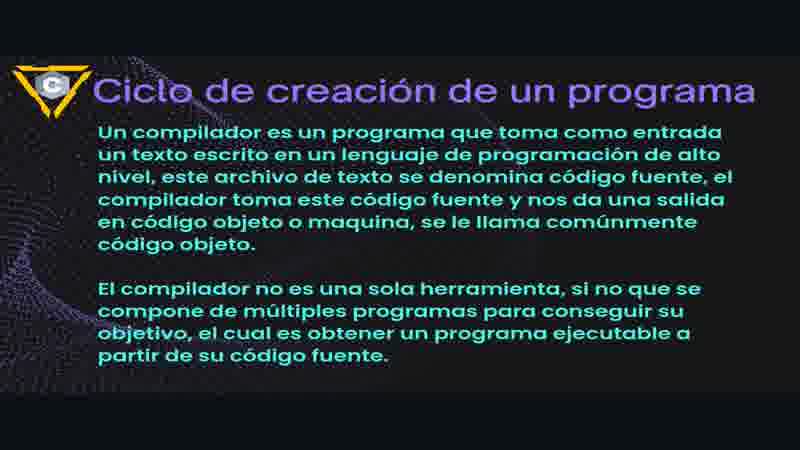 C
Ciclo de creación de un programa
Un compilador es un programa que toma como entrada
un texto escrito en un lenguaje de programación de alto
nivel, este archivo de texto se denomina código fuente, el
compilador toma este código fuente y nos da una salida
en código objeto o maquina, se le llama comúnmente
código objeto.
El compilador no es una sola herramienta, si no que se
compone de múltiples programas para conseguir su
objetivo, el cual es obtener un programa ejecutable a
partir de su código fuente.